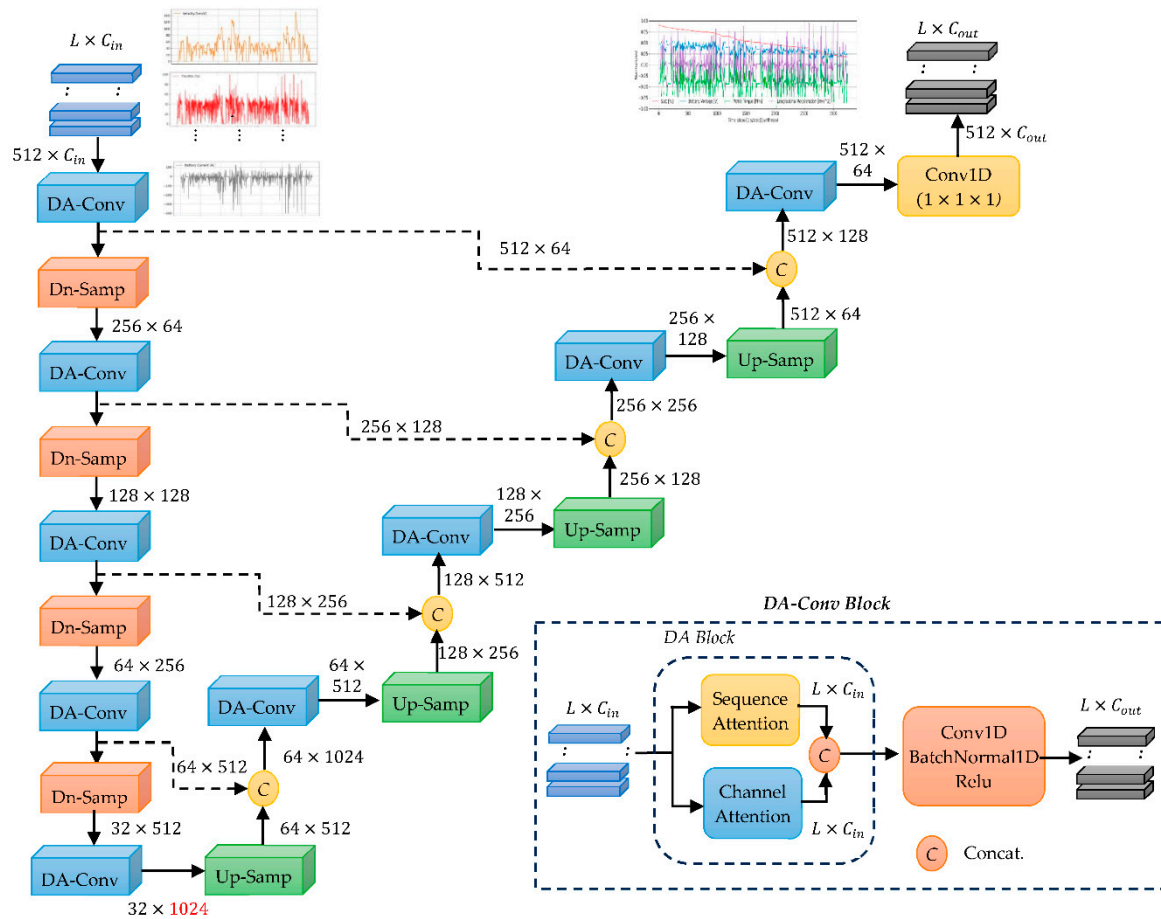 L × C_in
512 × C_in
DA-Conv
Dn-Samp
256 × 64
DA-Conv
Dn-Samp
128 × 128
DA-Conv
Dn-Samp
64 × 256
DA-Conv
Dn-Samp
32 × 512
DA-Conv
32 × 1024
Up-Samp
64 × 512
64 × 512
C
64 × 1024
DA-Conv
64 ×
512
Up-Samp
128 × 256
128 × 256
C
128 × 512
DA-Conv
128 ×
256
Up-Samp
256 × 128
256 × 128
C
256 × 256
DA-Conv
256 ×
128
Up-Samp
512 × 64
512 × 64
C
512 × 128
DA-Conv
512 ×
64
Conv1D
(1 × 1 × 1)
512 × C_out
L × C_out
DA-Conv Block
DA Block
L × C_in
Sequence
Attention
L × C_in
Channel
Attention
L × C_in
C
Conv1D
BatchNormal1D
Relu
L × C_out
C Concat.